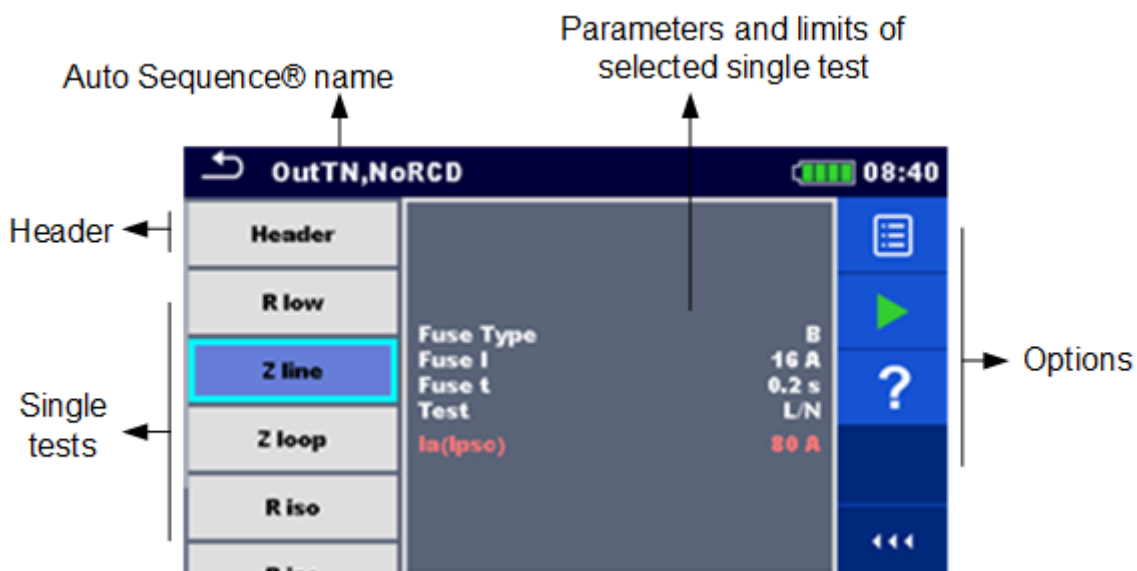 Parameters and limits of
selected single test
Auto Sequence® name
OutTN,NoRCD 08:40
Header
Header
R low
Z line
Z loop
R iso
Single
tests
Fuse Type B
Fuse I 16 A
Fuse t 0.2 s
Test L/N
Ia(Ipsc) 80 A
?
Options